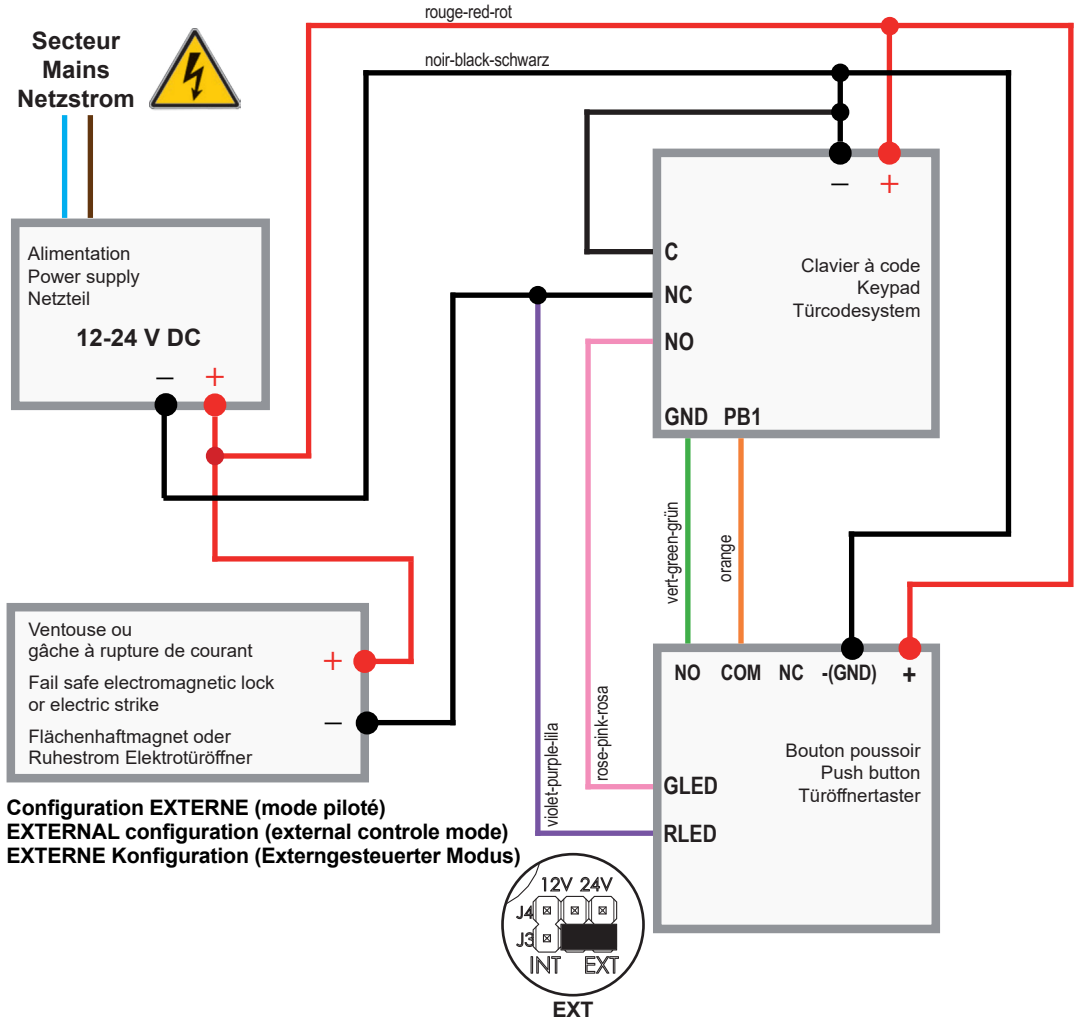 rouge-red-rot
noir-black-schwarz
Secteur
Mains
Netzstrom
Alimentation
Power supply
Netzteil
12-24 V DC
– +
– +
C
NC
NO
GND PB1
Clavier à code
Keypad
Türcodesystem
vert-green-grün
orange
Ventouse ou
gâche à rupture de courant
Fail safe electromagnetic lock
or electric strike
Flächenhaftmagnet oder
Ruhestrom Elektrotüröffner
+
–
NO COM NC -(GND) +
Bouton poussoir
Push button
Türöffnertaster
GLED
RLED
rose-pink-rosa
violet-purple-lila
Configuration EXTERNE (mode piloté)
EXTERNAL configuration (external controle mode)
EXTERNE Konfiguration (Externgesteuerter Modus)
12V 24V
J4
J3
INT EXT
EXT